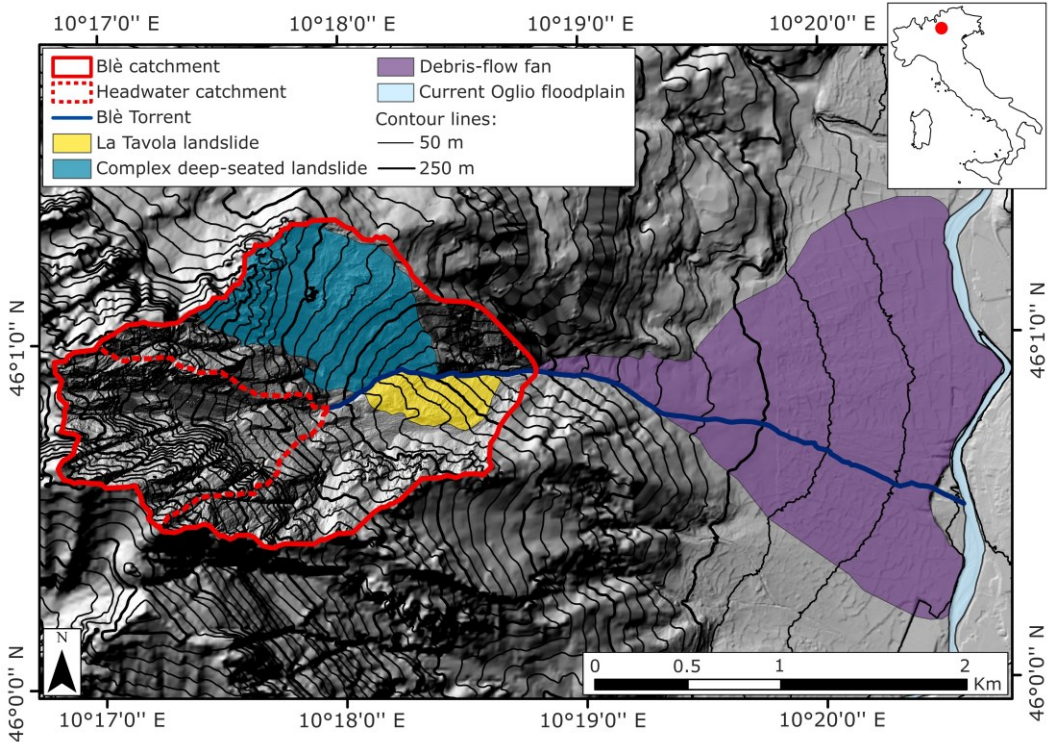 10°17'0'' E 10°18'0'' E 10°19'0'' E 10°20'0'' E
Blè catchment
Headwater catchment
Blè Torrent
La Tavola landslide
Complex deep-seated landslide
Debris-flow fan
Current Oglio floodplain
Contour lines:
50 m
250 m
46°1'0'' N
46°1'0'' N
N
0 0.5 1 2
Km
46°0'0'' N
46°0'0'' N
10°17'0'' E 10°18'0'' E 10°19'0'' E 10°20'0'' E